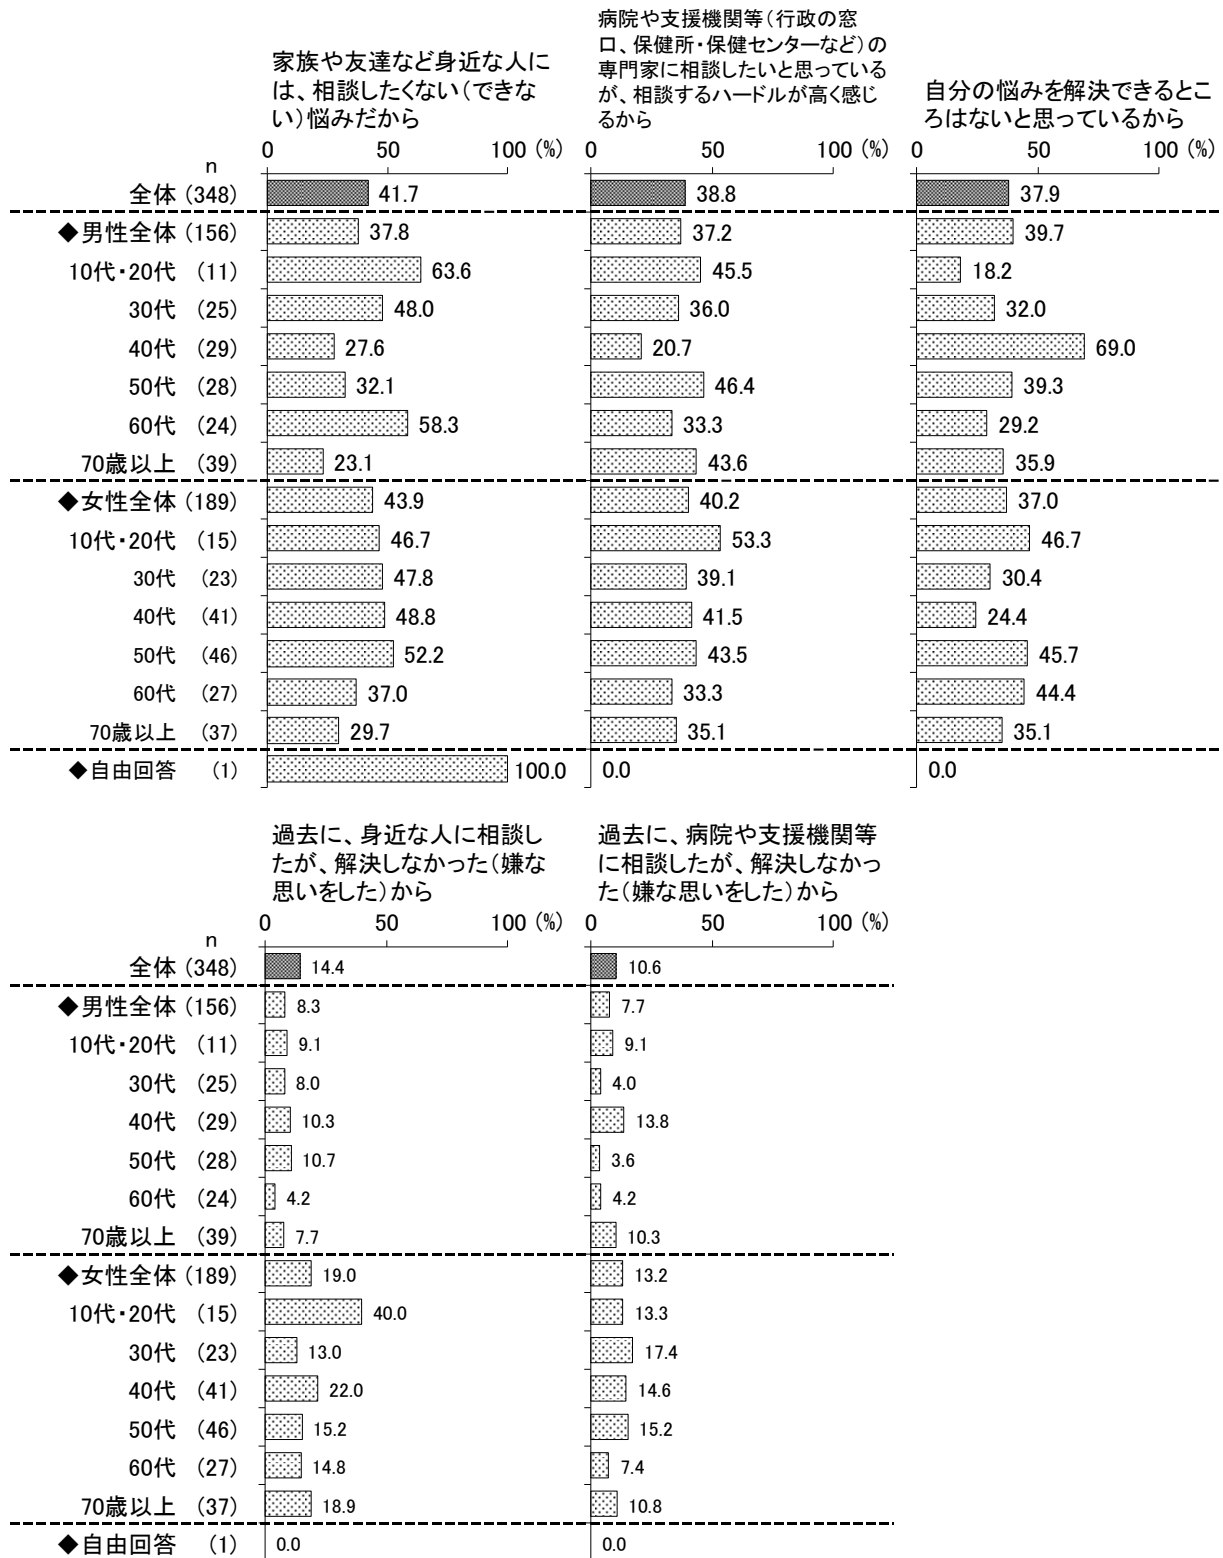 家族や友達など身近な人に
は、相談したくない（できな
い）悩みだから
病院や支援機関等（行政の窓
口、保健所・保健センターなど）の
専門家に相談したいと思っている
が、相談するハードルが高く感じ
るから
自分の悩みを解決できるとこ
ろはないと思っているから
0 50 100 (%) 0 50 100 (%) 0 50 100 (%)
n
全体 (348) 41.7 38.8 37.9
◆男性全体 (156) 37.8 37.2 39.7
10代・20代 (11) 63.6 45.5 18.2
30代 (25) 48.0 36.0 32.0
40代 (29) 27.6 20.7 69.0
50代 (28) 32.1 46.4 39.3
60代 (24) 58.3 33.3 29.2
70歳以上 (39) 23.1 43.6 35.9
◆女性全体 (189) 43.9 40.2 37.0
10代・20代 (15) 46.7 53.3 46.7
30代 (23) 47.8 39.1 30.4
40代 (41) 48.8 41.5 24.4
50代 (46) 52.2 43.5 45.7
60代 (27) 37.0 33.3 44.4
70歳以上 (37) 29.7 35.1 35.1
◆自由回答 (1) 100.0 0.0 0.0
過去に、身近な人に相談し
たが、解決しなかった（嫌な
思いをした）から
過去に、病院や支援機関等
に相談したが、解決しなかっ
た（嫌な思いをした）から
0 50 100 (%) 0 50 100 (%)
n
全体 (348) 14.4 10.6
◆男性全体 (156) 8.3 7.7
10代・20代 (11) 9.1 9.1
30代 (25) 8.0 4.0
40代 (29) 10.3 13.8
50代 (28) 10.7 3.6
60代 (24) 4.2 4.2
70歳以上 (39) 7.7 10.3
◆女性全体 (189) 19.0 13.2
10代・20代 (15) 40.0 13.3
30代 (23) 13.0 17.4
40代 (41) 22.0 14.6
50代 (46) 15.2 15.2
60代 (27) 14.8 7.4
70歳以上 (37) 18.9 10.8
◆自由回答 (1) 0.0 0.0